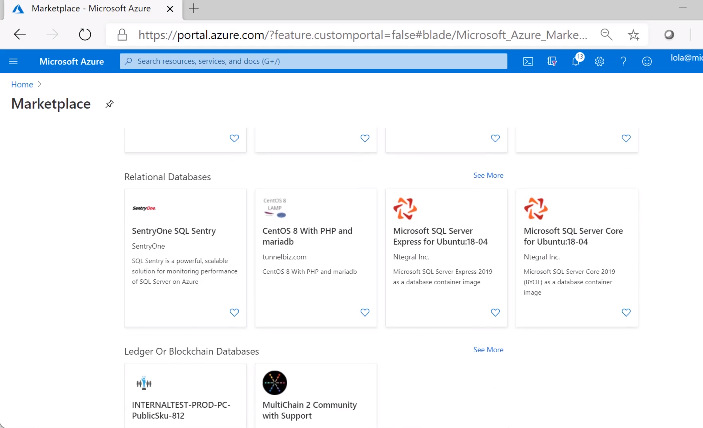 Marketplace - Microsoft Azure
https://portal.azure.com/?feature.customportal=false#blade/Microsoft_Azure_Marke...
Microsoft Azure
Search resources, services, and docs (G+/)
13
lola@mic
Home
Marketplace
Relational Databases
See More
SentryOne
SentryOne SQL Sentry
SentryOne
SQL Sentry is a powerful, scalable
solution for monitoring performance
of SQL Server on Azure
CentOS 8
LAMP
CentOS 8 With PHP and
mariadb
tunnelbiz.com
CentOS 8 With PHP and mariadb
Microsoft SQL Server
Express for Ubuntu:18-04
Ntegral Inc.
Microsoft SQL Server Express 2019
as a database container image
Microsoft SQL Server Core
for Ubuntu:18-04
Ntegral Inc.
Microsoft SQL Server Core 2019
(BYOL) as a database container
image
Ledger Or Blockchain Databases
See More
INTERNALTEST-PROD-PC-
PublicSku-812
MultiChain 2 Community
with Support